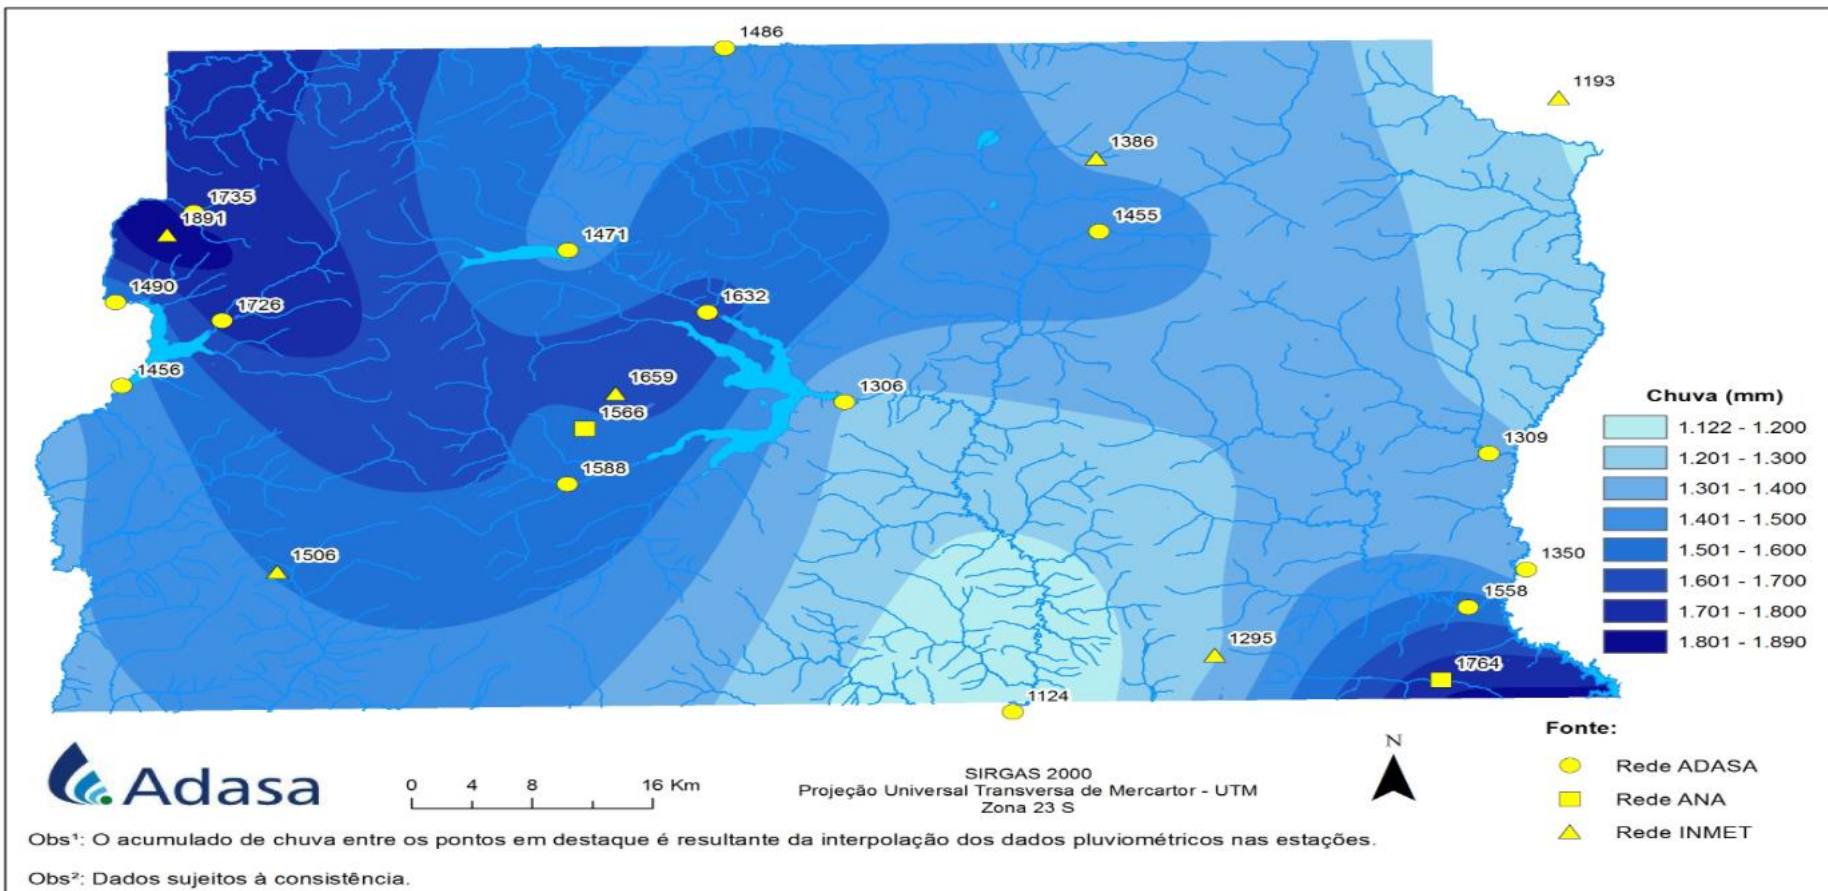 1486
1193
1386
1735
1891
1455
1471
1490
1726
1632
1456
1659
1306
1566
1309
1588
1506
1350
1558
1295
1764
1124
Chuva (mm)
1.122 - 1.200
1.201 - 1.300
1.301 - 1.400
1.401 - 1.500
1.501 - 1.600
1.601 - 1.700
1.701 - 1.800
1.801 - 1.890
Fonte:
Rede ADASA
Rede ANA
Rede INMET
N
Adasa
0 4 8 16 Km
SIRGAS 2000
Projeção Universal Transversa de Mercartor - UTM
Zona 23 S
Obs¹: O acumulado de chuva entre os pontos em destaque é resultante da interpolação dos dados pluviométricos nas estações.
Obs²: Dados sujeitos à consistência.